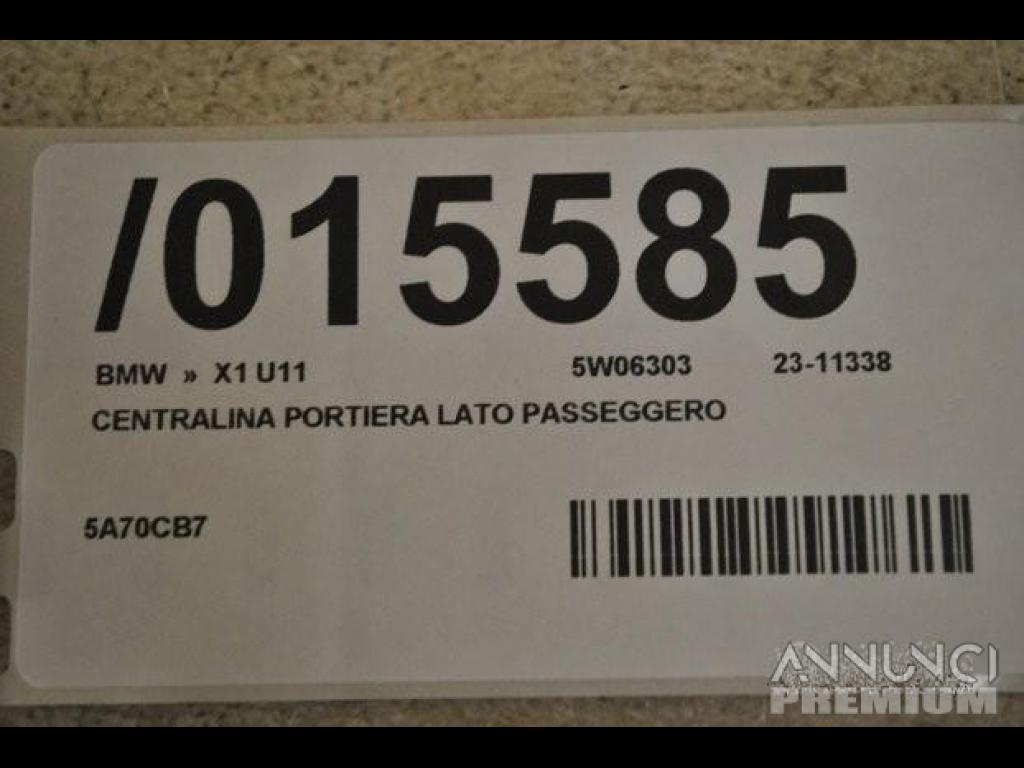 /015585
BMW » X1 U11 5W06303 23-11338
CENTRALINA PORTIERA LATO PASSEGGERO
5A70CB7
ANNUNCI
PREMIUM